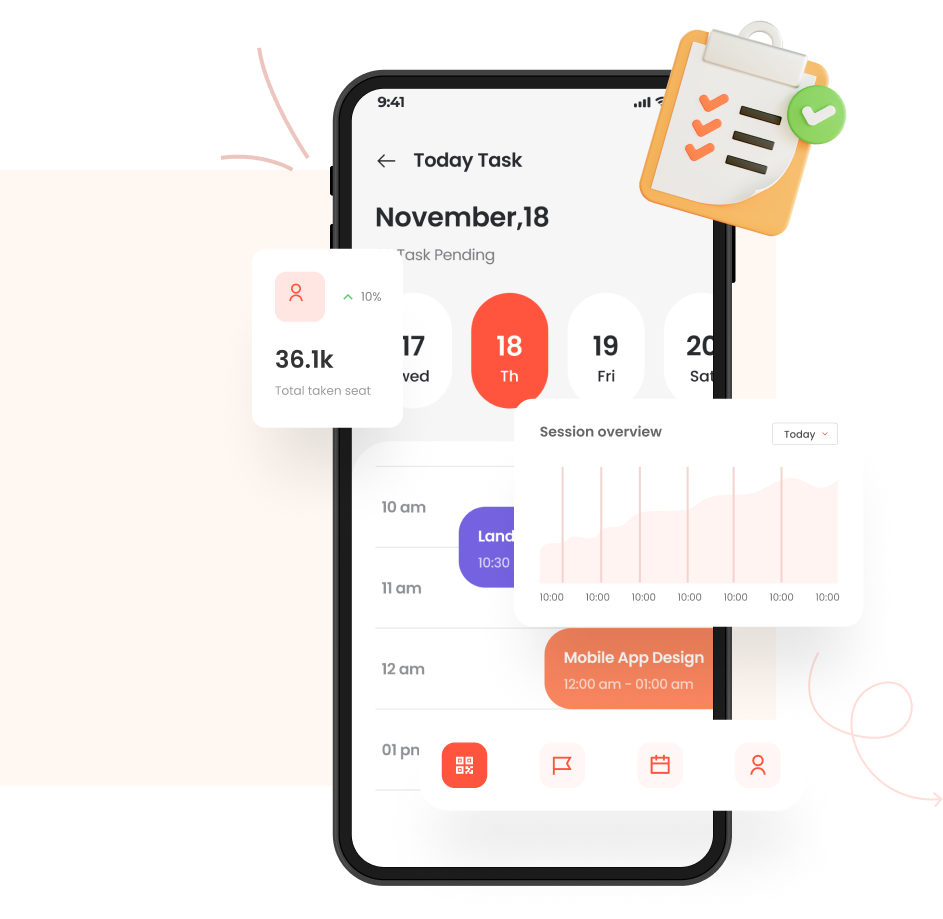 9:41
Today Task
November,18
Task Pending
10%
36.1k
Total taken seat
17
wed
18
Th
19
Fri
20
Sat
Session overview
Today
10:00 10:00 10:00 10:00 10:00 10:00 10:00
10 am
Land
10:30
11 am
Mobile App Design
12:00 am - 01:00 am
12 am
01 pm